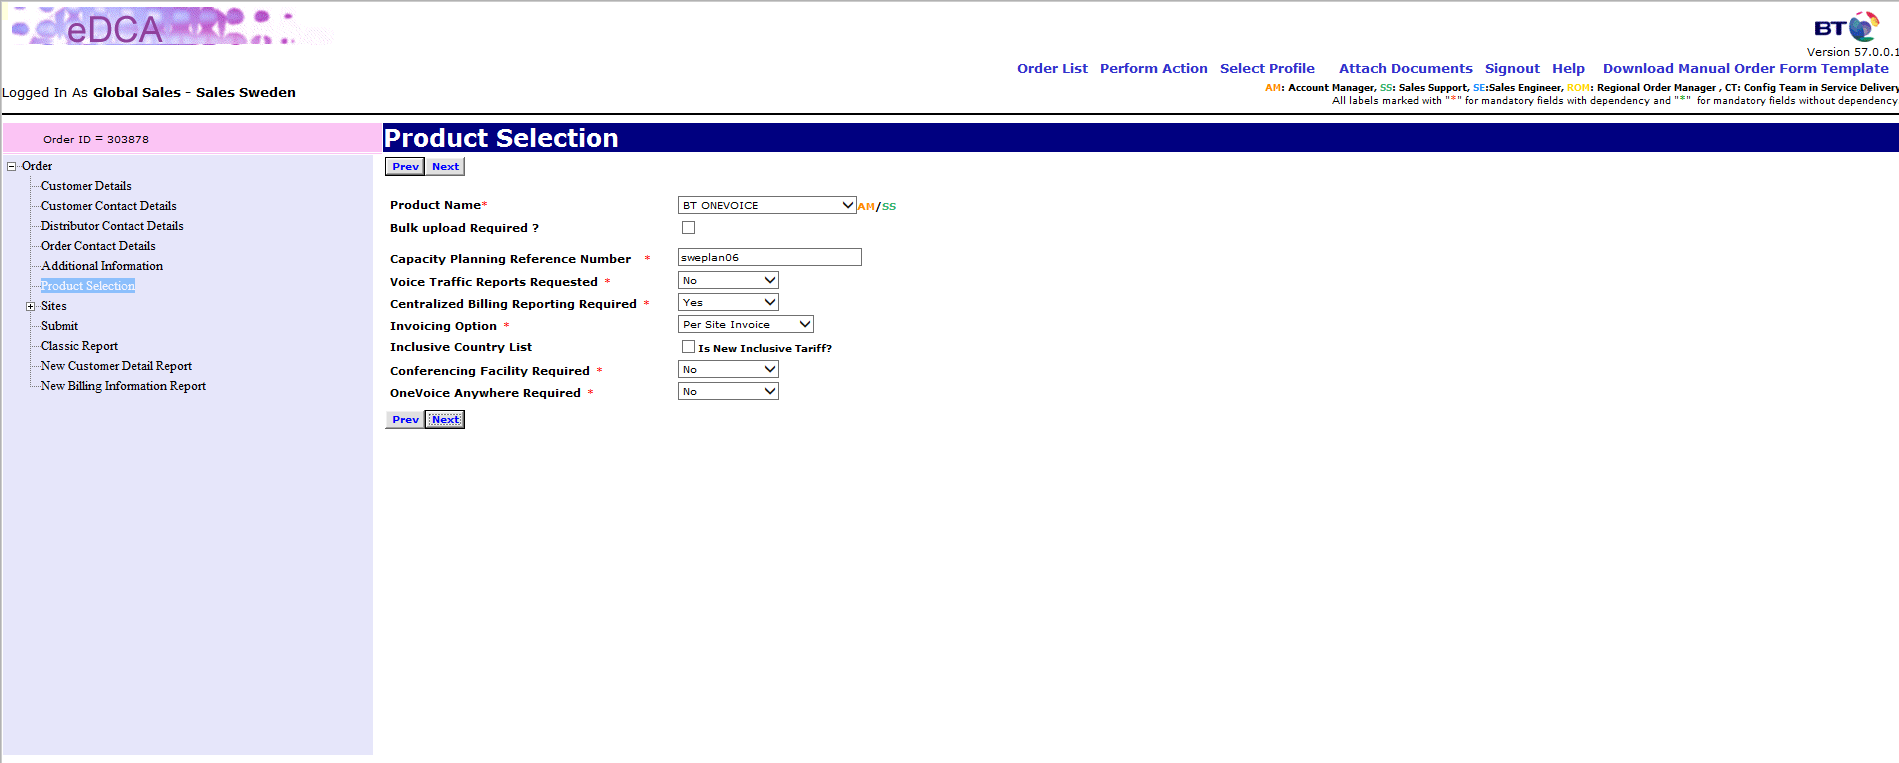 eDCA
BT
Version 57.0.0.1
Order List Perform Action Select Profile Attach Documents Signout Help Download Manual Order Form Template
Logged In As Global Sales - Sales Sweden
AM: Account Manager, SS: Sales Support, SE:Sales Engineer, ROM: Regional Order Manager , CT: Config Team in Service Delivery
All labels marked with "*" for mandatory fields with dependency and "*" for mandatory fields without dependency
Order ID = 303878
Product Selection
Order
Customer Details
Customer Contact Details
Distributor Contact Details
Order Contact Details
Additional Information
Product Selection
Sites
Submit
Classic Report
New Customer Detail Report
New Billing Information Report
Prev Next
Product Name* BT ONEVOICE AM/SS
Bulk upload Required ?
Capacity Planning Reference Number * sweplan06
Voice Traffic Reports Requested * No
Centralized Billing Reporting Required * Yes
Invoicing Option * Per Site Invoice
Inclusive Country List Is New Inclusive Tariff?
Conferencing Facility Required * No
OneVoice Anywhere Required * No
Prev Next